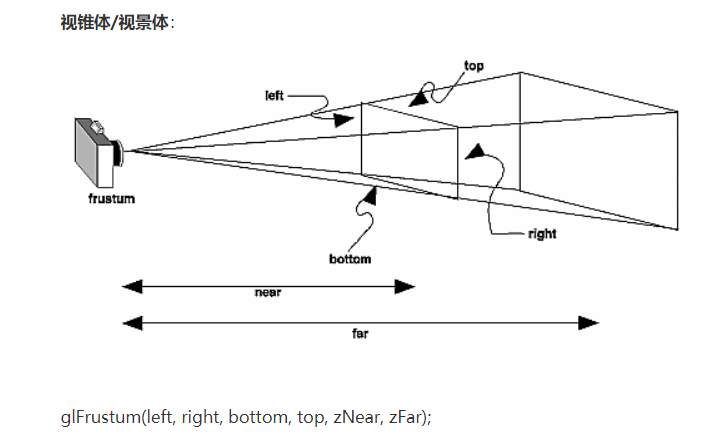 视锥体/视景体：
top
left
frustum
right
bottom
near
far
glFrustum(left, right, bottom, top, zNear, zFar);